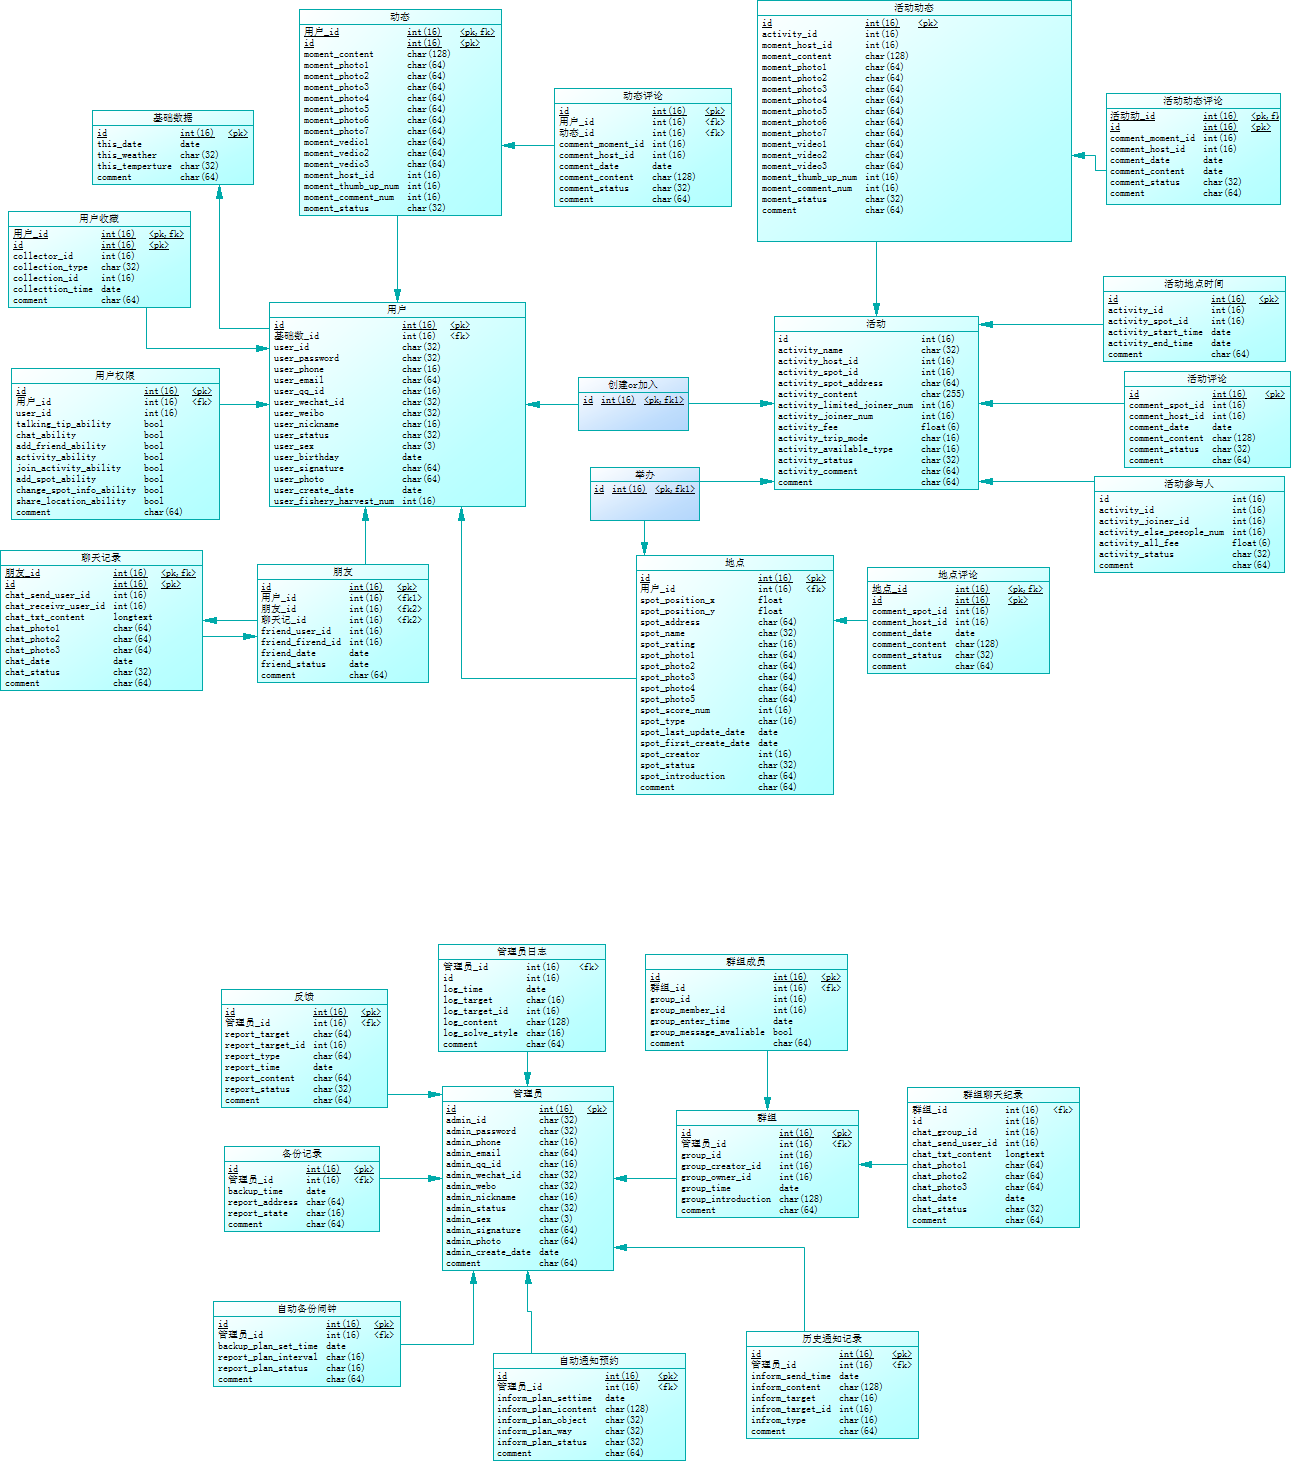 动态
用户_id int(16) <pk,fk>
id int(16) <pk>
moment_content char(128)
moment_photo1 char(64)
moment_photo2 char(64)
moment_photo3 char(64)
moment_photo4 char(64)
moment_photo5 char(64)
moment_photo6 char(64)
moment_photo7 char(64)
moment_vedio1 char(64)
moment_vedio2 char(64)
moment_vedio3 char(64)
moment_host_id int(16)
moment_thumb_up_num int(16)
moment_comment_num int(16)
moment_status char(32)
活动动态
id int(16) <pk>
activity_id int(16)
moment_host_id int(16)
moment_content char(128)
moment_photo1 char(64)
moment_photo2 char(64)
moment_photo3 char(64)
moment_photo4 char(64)
moment_photo5 char(64)
moment_photo6 char(64)
moment_photo7 char(64)
moment_video1 char(64)
moment_video2 char(64)
moment_video3 char(64)
moment_thumb_up_num int(16)
moment_comment_num int(16)
moment_status char(32)
comment char(64)
动态评论
id int(16) <pk>
用户_id int(16) <fk>
动态_id int(16) <fk>
comment_moment_id int(16)
comment_host_id int(16)
comment_date date
comment_content char(128)
comment_status char(32)
comment char(64)
活动动态评论
活动动_id int(16) <pk,fk
id int(16) <pk>
comment_moment_id int(16)
comment_host_id int(16)
comment_date date
comment_content date
comment_status char(32)
comment char(64)
基础数据
id int(16) <pk>
this_date date
this_weather char(32)
this_temperture char(32)
comment char(64)
用户收藏
用户_id int(16) <pk,fk>
id int(16) <pk>
collector_id int(16)
collection_type char(32)
collection_id int(16)
collecttion_time date
comment char(64)
用户
id int(16) <pk>
基础数_id int(16) <fk>
user_id char(32)
user_password char(32)
user_phone char(16)
user_email char(64)
user_qq_id char(16)
user_wechat_id char(32)
user_weibo char(32)
user_nickname char(16)
user_status char(32)
user_sex char(3)
user_birthday date
user_signature char(64)
user_photo char(64)
user_create_date date
user_fishery_harvest_num int(16)
活动
id int(16)
activity_name char(32)
activity_host_id int(16)
activity_spot_id int(16)
activity_spot_address char(64)
activity_content char(255)
activity_limited_joiner_num int(16)
activity_joiner_num int(16)
activity_fee float(6)
activity_trip_mode char(16)
activity_available_type char(16)
activity_status char(32)
activity_comment char(64)
comment char(64)
活动地点时间
id int(16) <pk>
activity_id int(16)
activity_spot_id int(16)
activity_start_time date
activity_end_time date
comment char(64)
用户权限
id int(16) <pk>
用户_id int(16) <fk>
user_id int(16)
talking_tip_ability bool
chat_ability bool
add_friend_ability bool
activity_ability bool
join_activity_ability bool
add_spot_ability bool
change_spot_info_ability bool
share_location_ability bool
comment char(64)
创建or加入
id int(16) <pk,fk1>
活动评论
id int(16) <pk>
comment_spot_id int(16)
comment_host_id int(16)
comment_date date
comment_content char(128)
comment_status char(32)
comment char(64)
举办
id int(16) <pk,fk1>
活动参与人
id int(16)
activity_id int(16)
activity_joiner_id int(16)
activity_else_peeople_num int(16)
activity_all_fee float(6)
activity_status char(32)
comment char(64)
聊天记录
朋友_id int(16) <pk,fk>
id int(16) <pk>
chat_send_user_id int(16)
chat_receivr_user_id int(16)
chat_txt_content longtext
chat_photo1 char(64)
chat_photo2 char(64)
chat_photo3 char(64)
chat_date date
chat_status char(32)
comment char(64)
朋友
id int(16) <pk>
用户_id int(16) <fk1>
朋友_id int(16) <fk2>
聊天记_id int(16) <fk2>
friend_user_id int(16)
friend_firend_id int(16)
friend_date date
friend_status date
comment char(64)
地点
id int(16) <pk>
用户_id int(16) <fk>
spot_position_x float
spot_position_y float
spot_address char(64)
spot_name char(32)
spot_rating char(16)
spot_photo1 char(64)
spot_photo2 char(64)
spot_photo3 char(64)
spot_photo4 char(64)
spot_photo5 char(64)
spot_score_num int(16)
spot_type char(16)
spot_last_update_date date
spot_first_create_date date
spot_creator int(16)
spot_status char(32)
spot_introduction char(64)
comment char(64)
地点评论
地点_id int(16) <pk,fk>
id int(16) <pk>
comment_spot_id int(16)
comment_host_id int(16)
comment_date date
comment_content char(128)
comment_status char(32)
comment char(64)
管理员日志
管理员_id int(16) <fk>
id int(16)
log_time date
log_target char(16)
log_target_id int(16)
log_content char(128)
log_solve_style char(16)
comment char(64)
群组成员
id int(16) <pk>
群组_id int(16) <fk>
group_id int(16)
group_member_id int(16)
group_enter_time date
group_message_avaliable bool
comment char(64)
反馈
id int(16) <pk>
管理员_id int(16) <fk>
report_target char(64)
report_target_id int(16)
report_type char(64)
report_time date
report_content char(64)
report_status char(32)
comment char(64)
管理员
id int(16) <pk>
admin_id char(32)
admin_password char(32)
admin_phone char(16)
admin_email char(64)
admin_qq_id char(16)
admin_wechat_id char(32)
admin_webo char(32)
admin_nickname char(16)
admin_status char(32)
admin_sex char(3)
admin_signature char(64)
admin_photo char(64)
admin_create_date date
comment char(64)
群组
id int(16) <pk>
管理员_id int(16) <fk>
group_id int(16)
group_creator_id int(16)
group_owner_id int(16)
group_time date
group_introduction char(128)
comment char(64)
群组聊天纪录
群组_id int(16) <fk>
id int(16)
chat_group_id int(16)
chat_send_user_id int(16)
chat_txt_content longtext
chat_photo1 char(64)
chat_photo2 char(64)
chat_photo3 char(64)
chat_date date
chat_status char(32)
comment char(64)
备份记录
id int(16) <pk>
管理员_id int(16) <fk>
backup_time date
report_address char(64)
report_state char(16)
comment char(64)
自动备份闹钟
id int(16) <pk>
管理员_id int(16) <fk>
backup_plan_set_time date
report_plan_interval char(16)
report_plan_status char(16)
comment char(64)
自动通知预约
id int(16) <pk>
管理员_id int(16) <fk>
inform_plan_settime date
inform_plan_icontent char(128)
inform_plan_object char(32)
inform_plan_way char(32)
inform_plan_status char(32)
comment char(64)
历史通知记录
id int(16) <pk>
管理员_id int(16) <fk>
inform_send_time date
inform_content char(128)
inform_target char(16)
infrom_target_id int(16)
infrom_type char(16)
comment char(64)